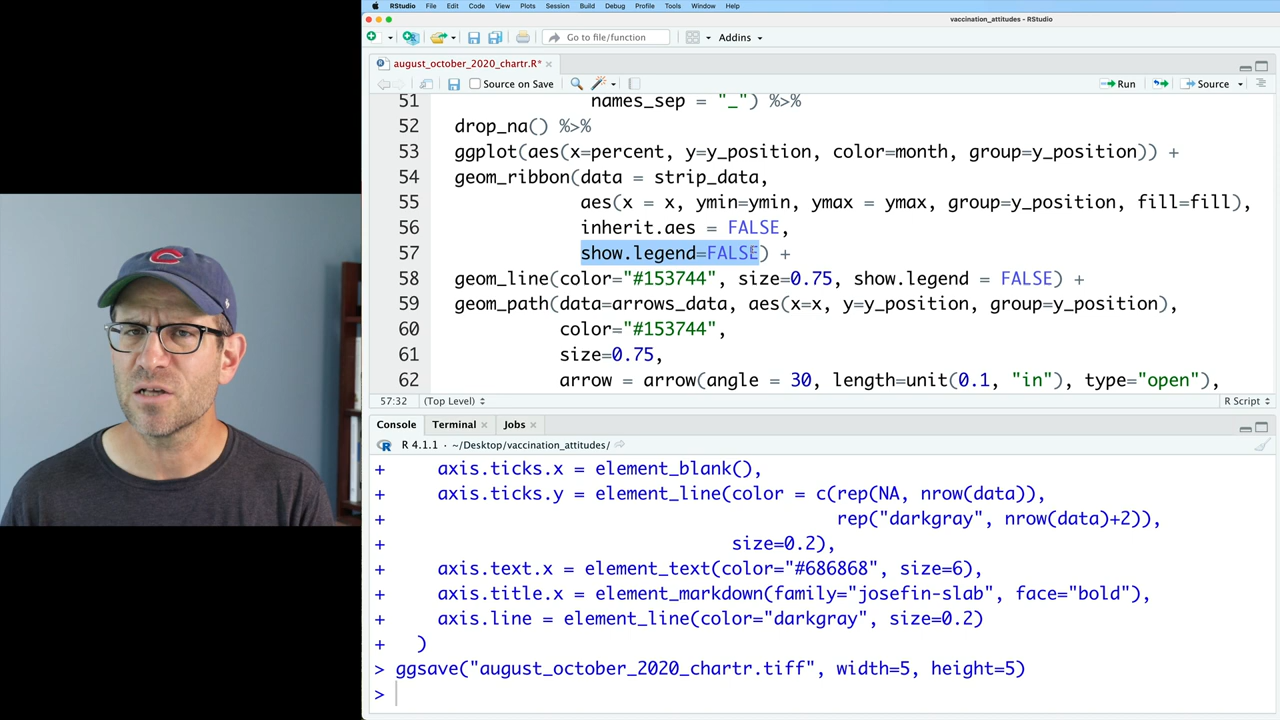 RStudio File Edit Code View Plots Session Build Debug Profile Tools Window Help
vaccination_attitudes - RStudio
Go to file/function Addins
august_october_2020_chartr.R*
Source on Save Run Source
51 names_sep = "_") %>%
52 drop_na() %>%
53 ggplot(aes(x=percent, y=y_position, color=month, group=y_position)) +
54 geom_ribbon(data = strip_data,
55 aes(x = x, ymin=ymin, ymax = ymax, group=y_position, fill=fill),
56 inherit.aes = FALSE,
57 show.legend=FALSE) +
58 geom_line(color="#153744", size=0.75, show.legend = FALSE) +
59 geom_path(data=arrows_data, aes(x=x, y=y_position, group=y_position),
60 color="#153744",
61 size=0.75,
62 arrow = arrow(angle = 30, length=unit(0.1, "in"), type="open"),
57:32 (Top Level) R Script
Console Terminal Jobs
R 4.1.1 · ~/Desktop/vaccination_attitudes/
+ axis.ticks.x = element_blank(),
+ axis.ticks.y = element_line(color = c(rep(NA, nrow(data)),
+ rep("darkgray", nrow(data)+2)),
+ size=0.2),
+ axis.text.x = element_text(color="#686868", size=6),
+ axis.title.x = element_markdown(family="josefin-slab", face="bold"),
+ axis.line = element_line(color="darkgray", size=0.2)
+ )
> ggsave("august_october_2020_chartr.tiff", width=5, height=5)
>